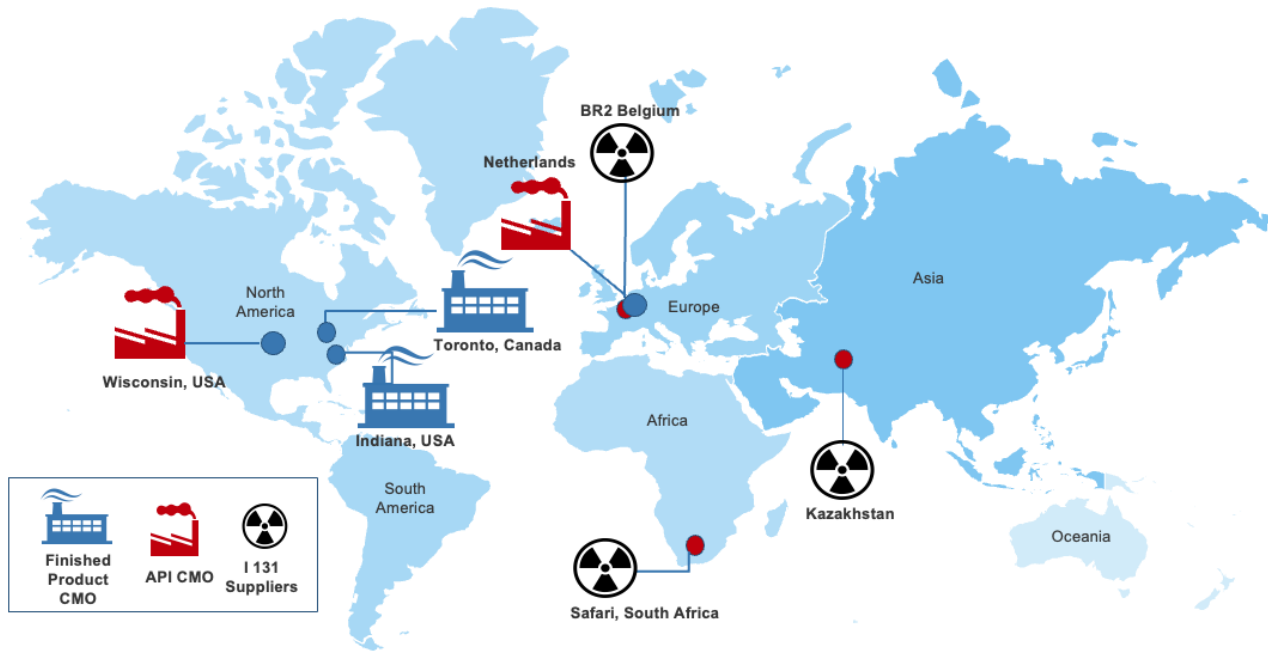 BR2 Belgium
Netherlands
Asia
North
America
Europe
Toronto, Canada
Wisconsin, USA
Africa
Indiana, USA
South
America
Kazakhstan
Oceania
Safari, South Africa
Finished
Product
CMO
API CMO
I 131
Suppliers